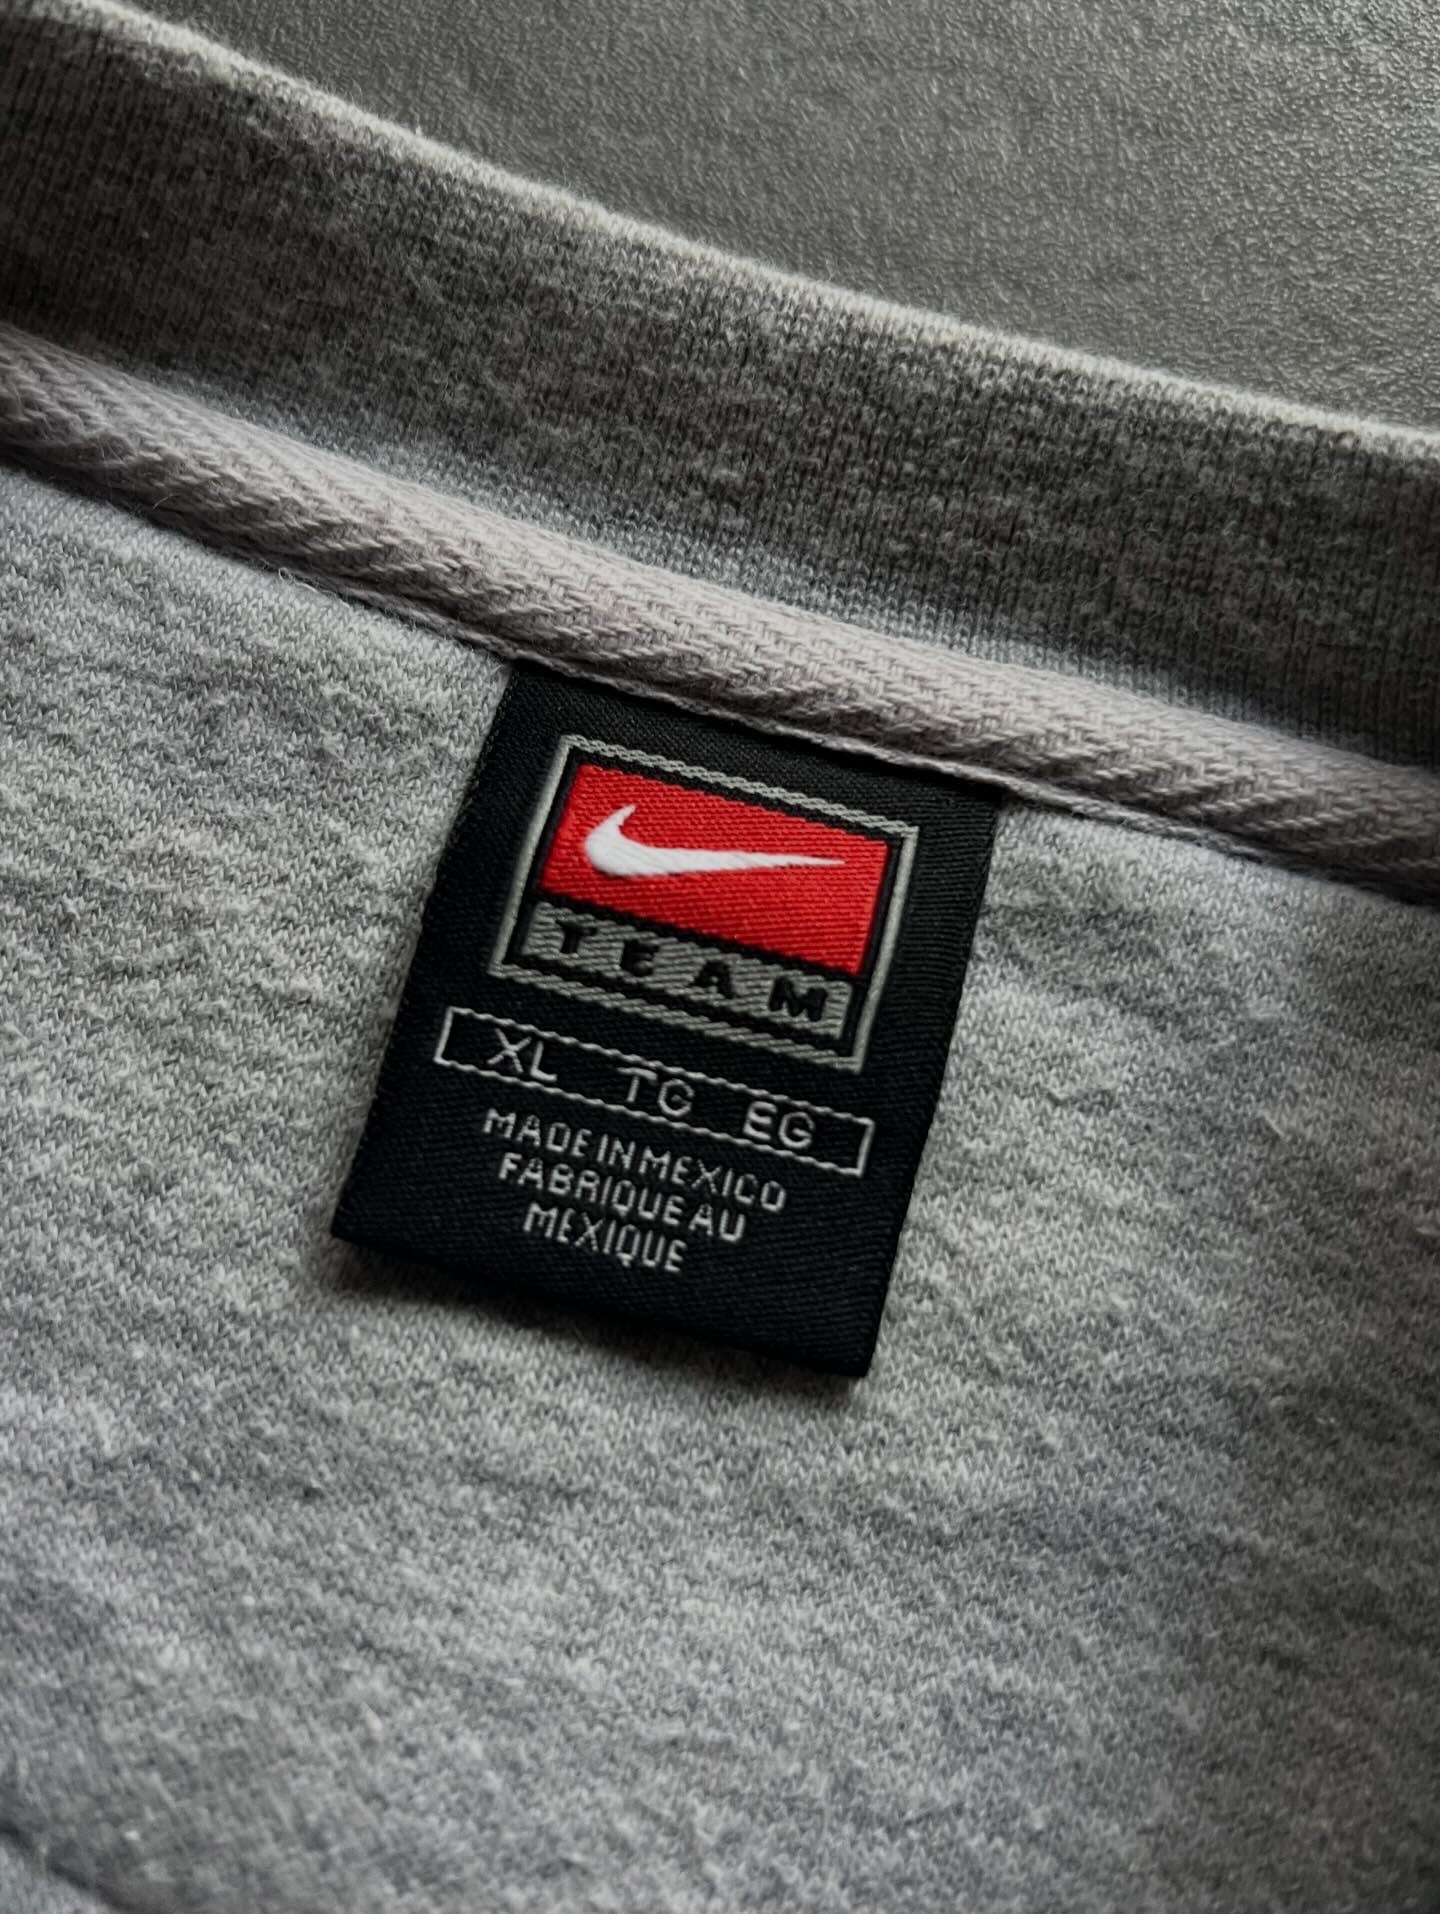 TEAM
XL TG EG
MADE IN MEXICO
FABRIQUE AU
MEXIQUE